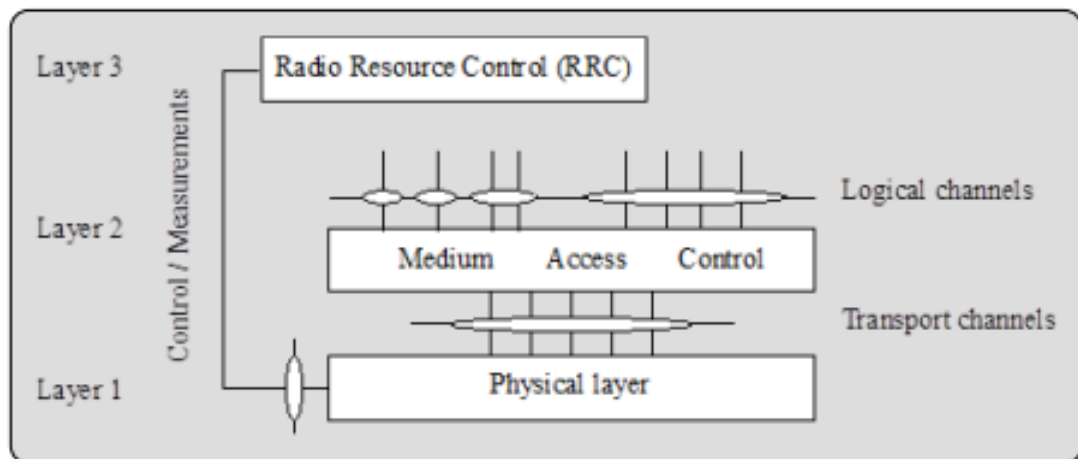 Layer 3
Radio Resource Control (RRC)
Control / Measurements
Logical channels
Layer 2
Medium Access Control
Transport channels
Layer 1
Physical layer